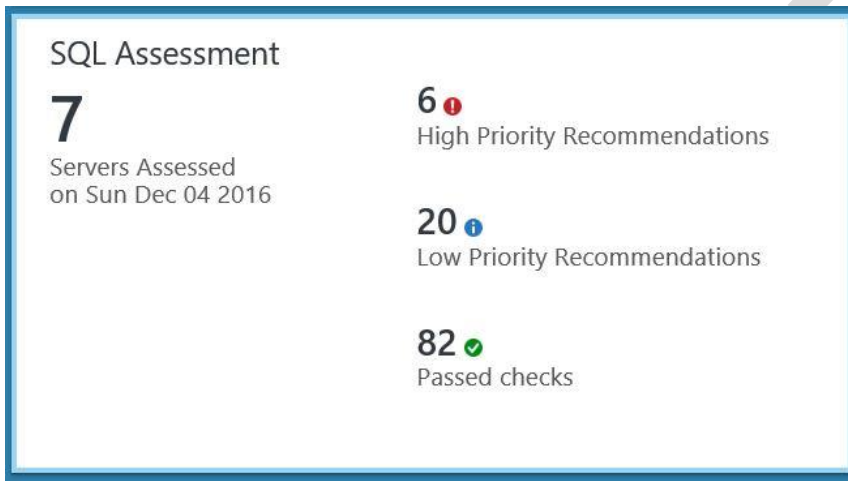 SQL Assessment
7
Servers Assessed
on Sun Dec 04 2016
6
High Priority Recommendations
20
Low Priority Recommendations
82
Passed checks